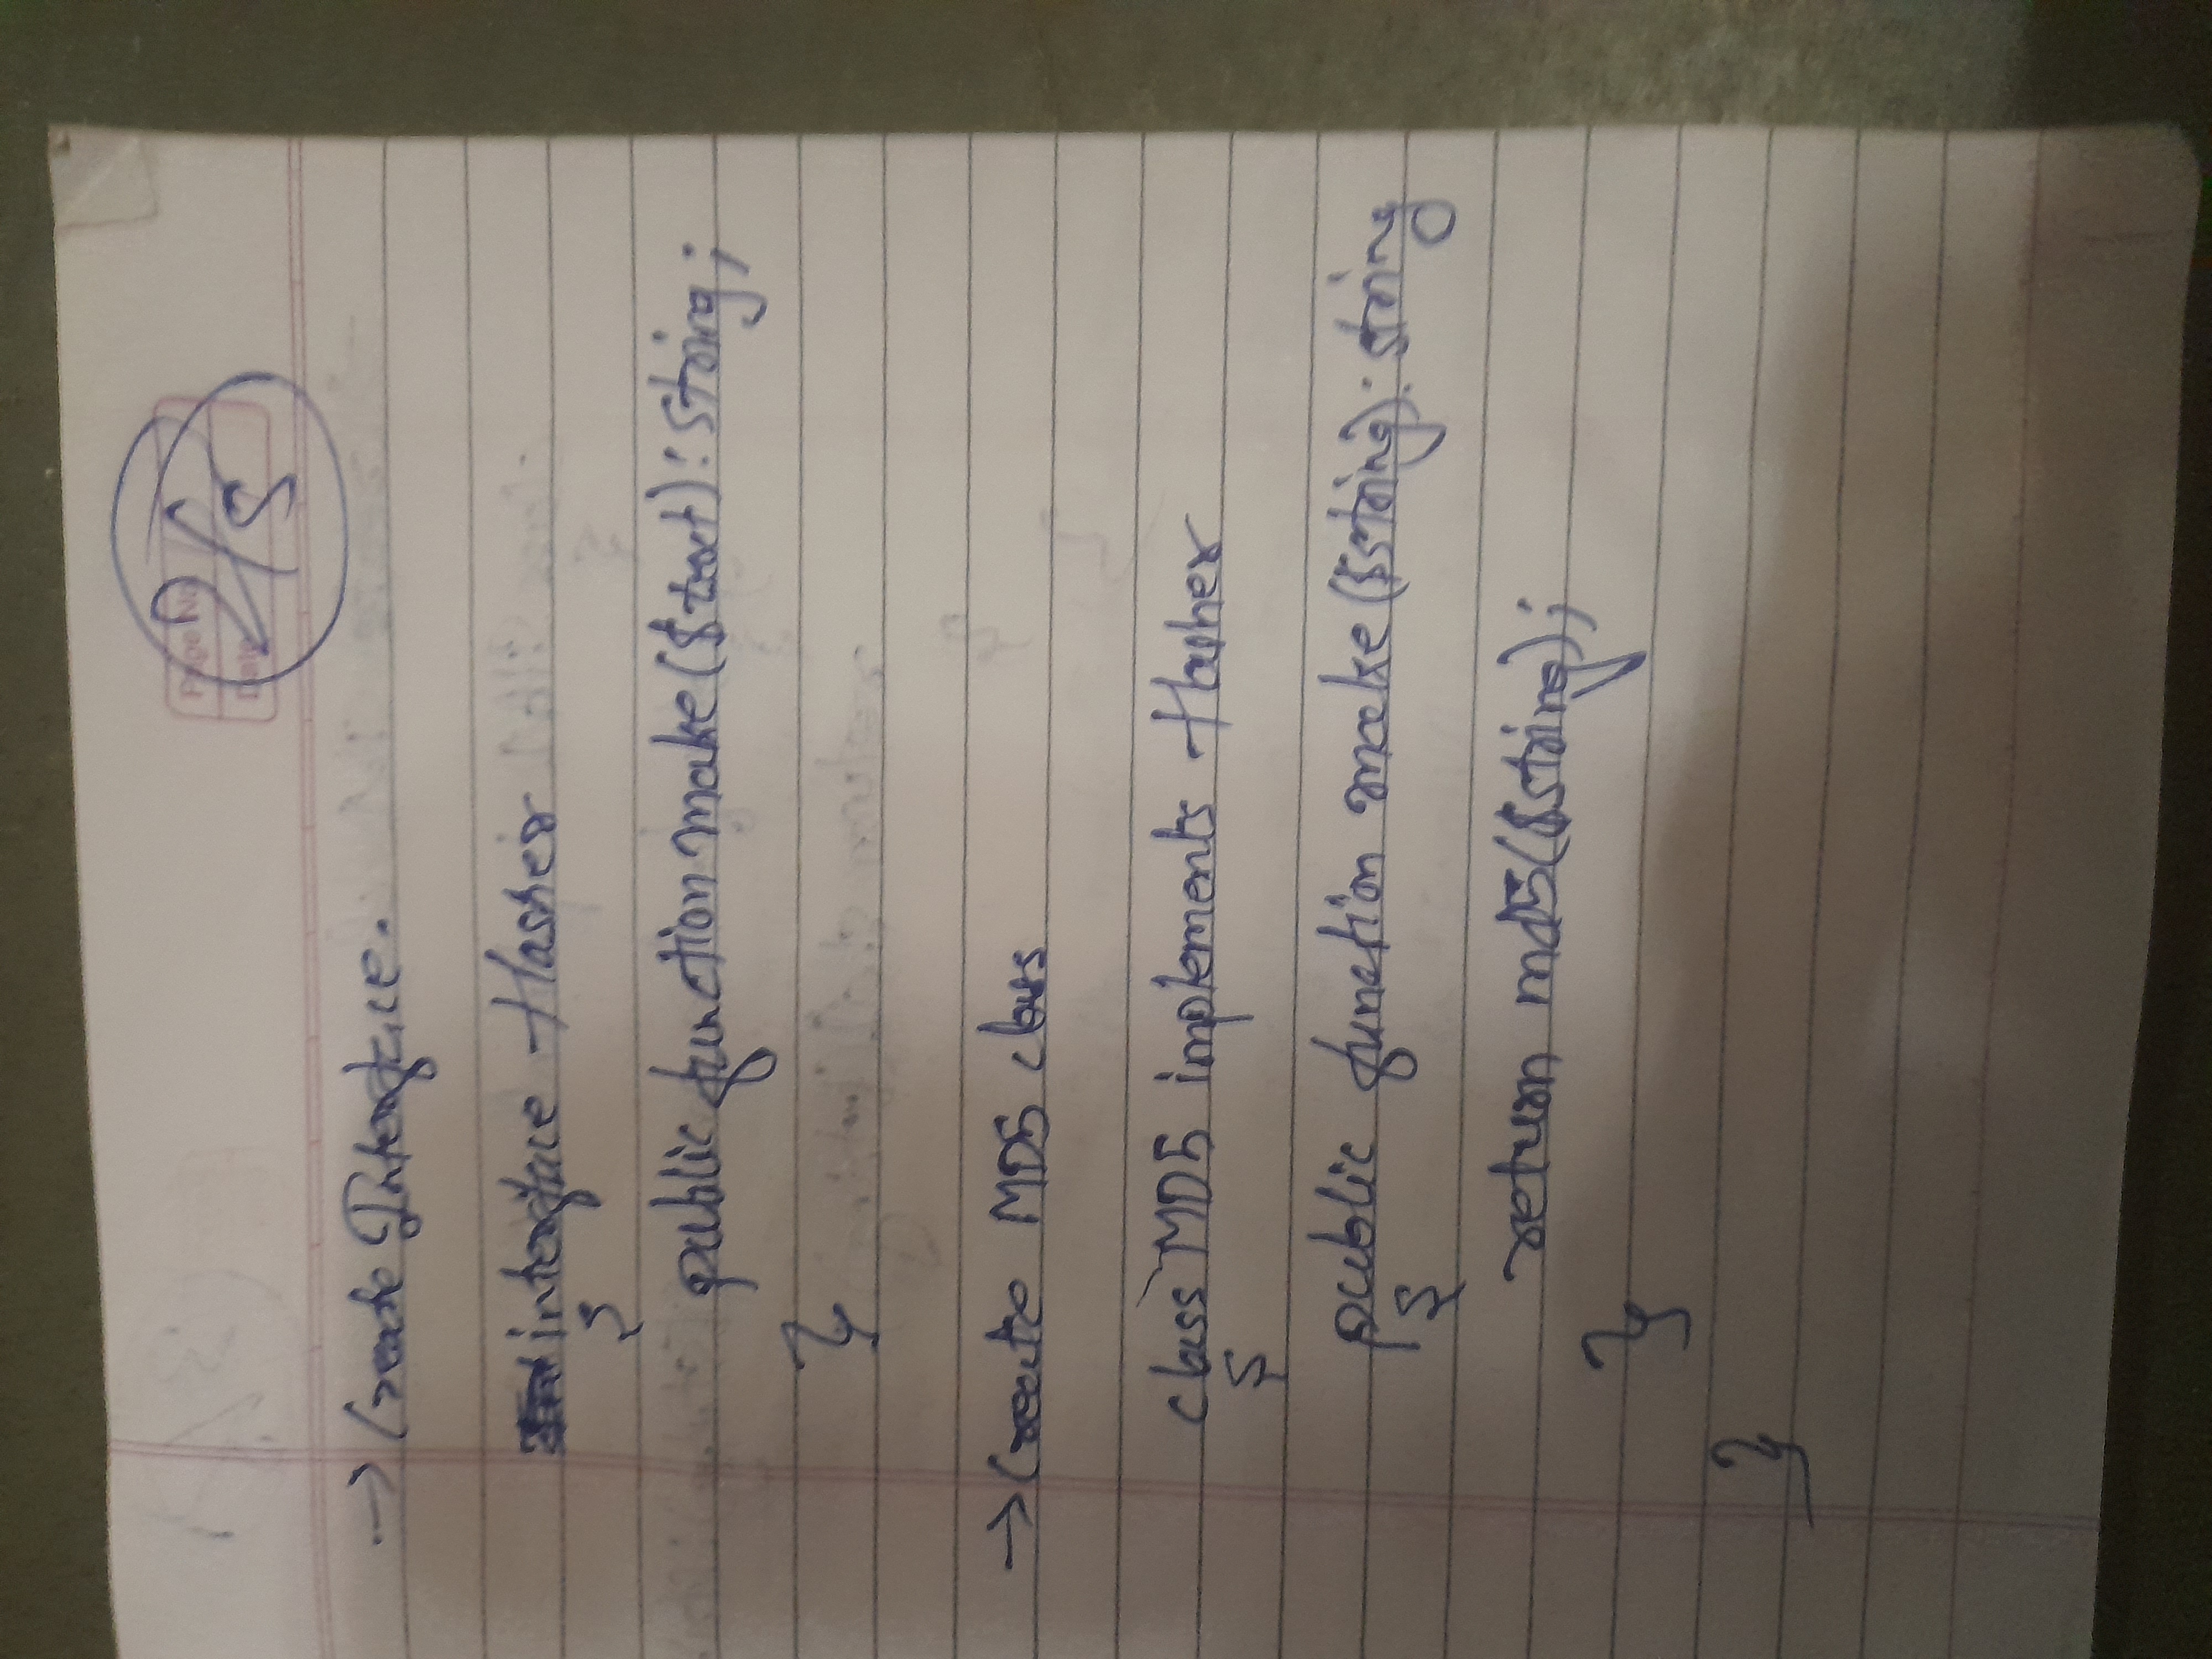 Page No.
Date
2/5
→ Create Interface.
interface Hasher
{
public function make($text): string;
}
→ Create MD5 class
class MD5 implements Hasher
{
public function make($string): string
{
return md5($string);
}
}